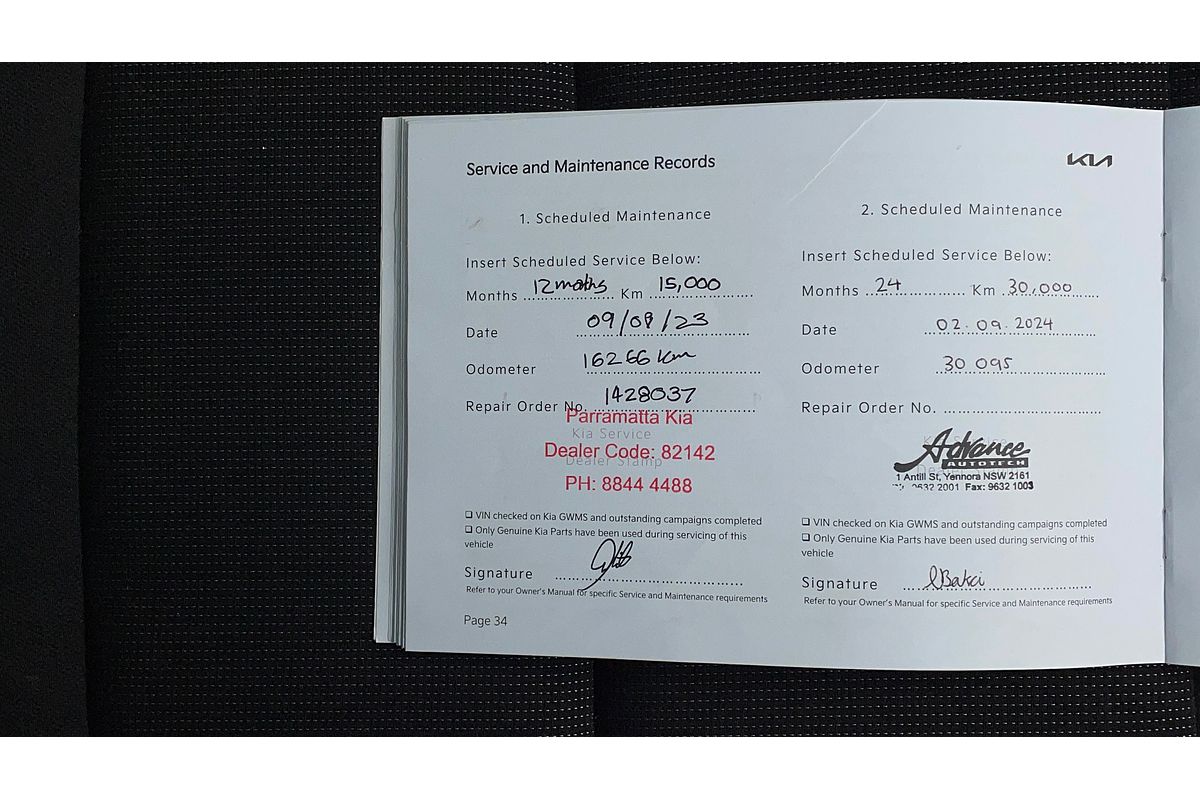 Service and Maintenance Records
KIA
1. Scheduled Maintenance
Insert Scheduled Service Below:
Months 12 moths Km 15,000
Date 09/09/23
Odometer 16266 Km
Repair Order No. 1428037
Parramatta Kia
Kia Service
Dealer Code: 82142
Dealer Stamp
PH: 8844 4488
❑ VIN checked on Kia GWMS and outstanding campaigns completed
❑ Only Genuine Kia Parts have been used during servicing of this
vehicle
Signature
Refer to your Owner's Manual for specific Service and Maintenance requirements
Page 34
2. Scheduled Maintenance
Insert Scheduled Service Below:
Months 24 Km 30,000
Date 02.09.2024
Odometer 30 095
Repair Order No.
Advance
AUTOTECH
1 Antill St, Yennora NSW 2161
9632 2001 Fax: 9632 1003
❑ VIN checked on Kia GWMS and outstanding campaigns completed
❑ Only Genuine Kia Parts have been used during servicing of this
vehicle
Signature
Refer to your Owner's Manual for specific Service and Maintenance requirements